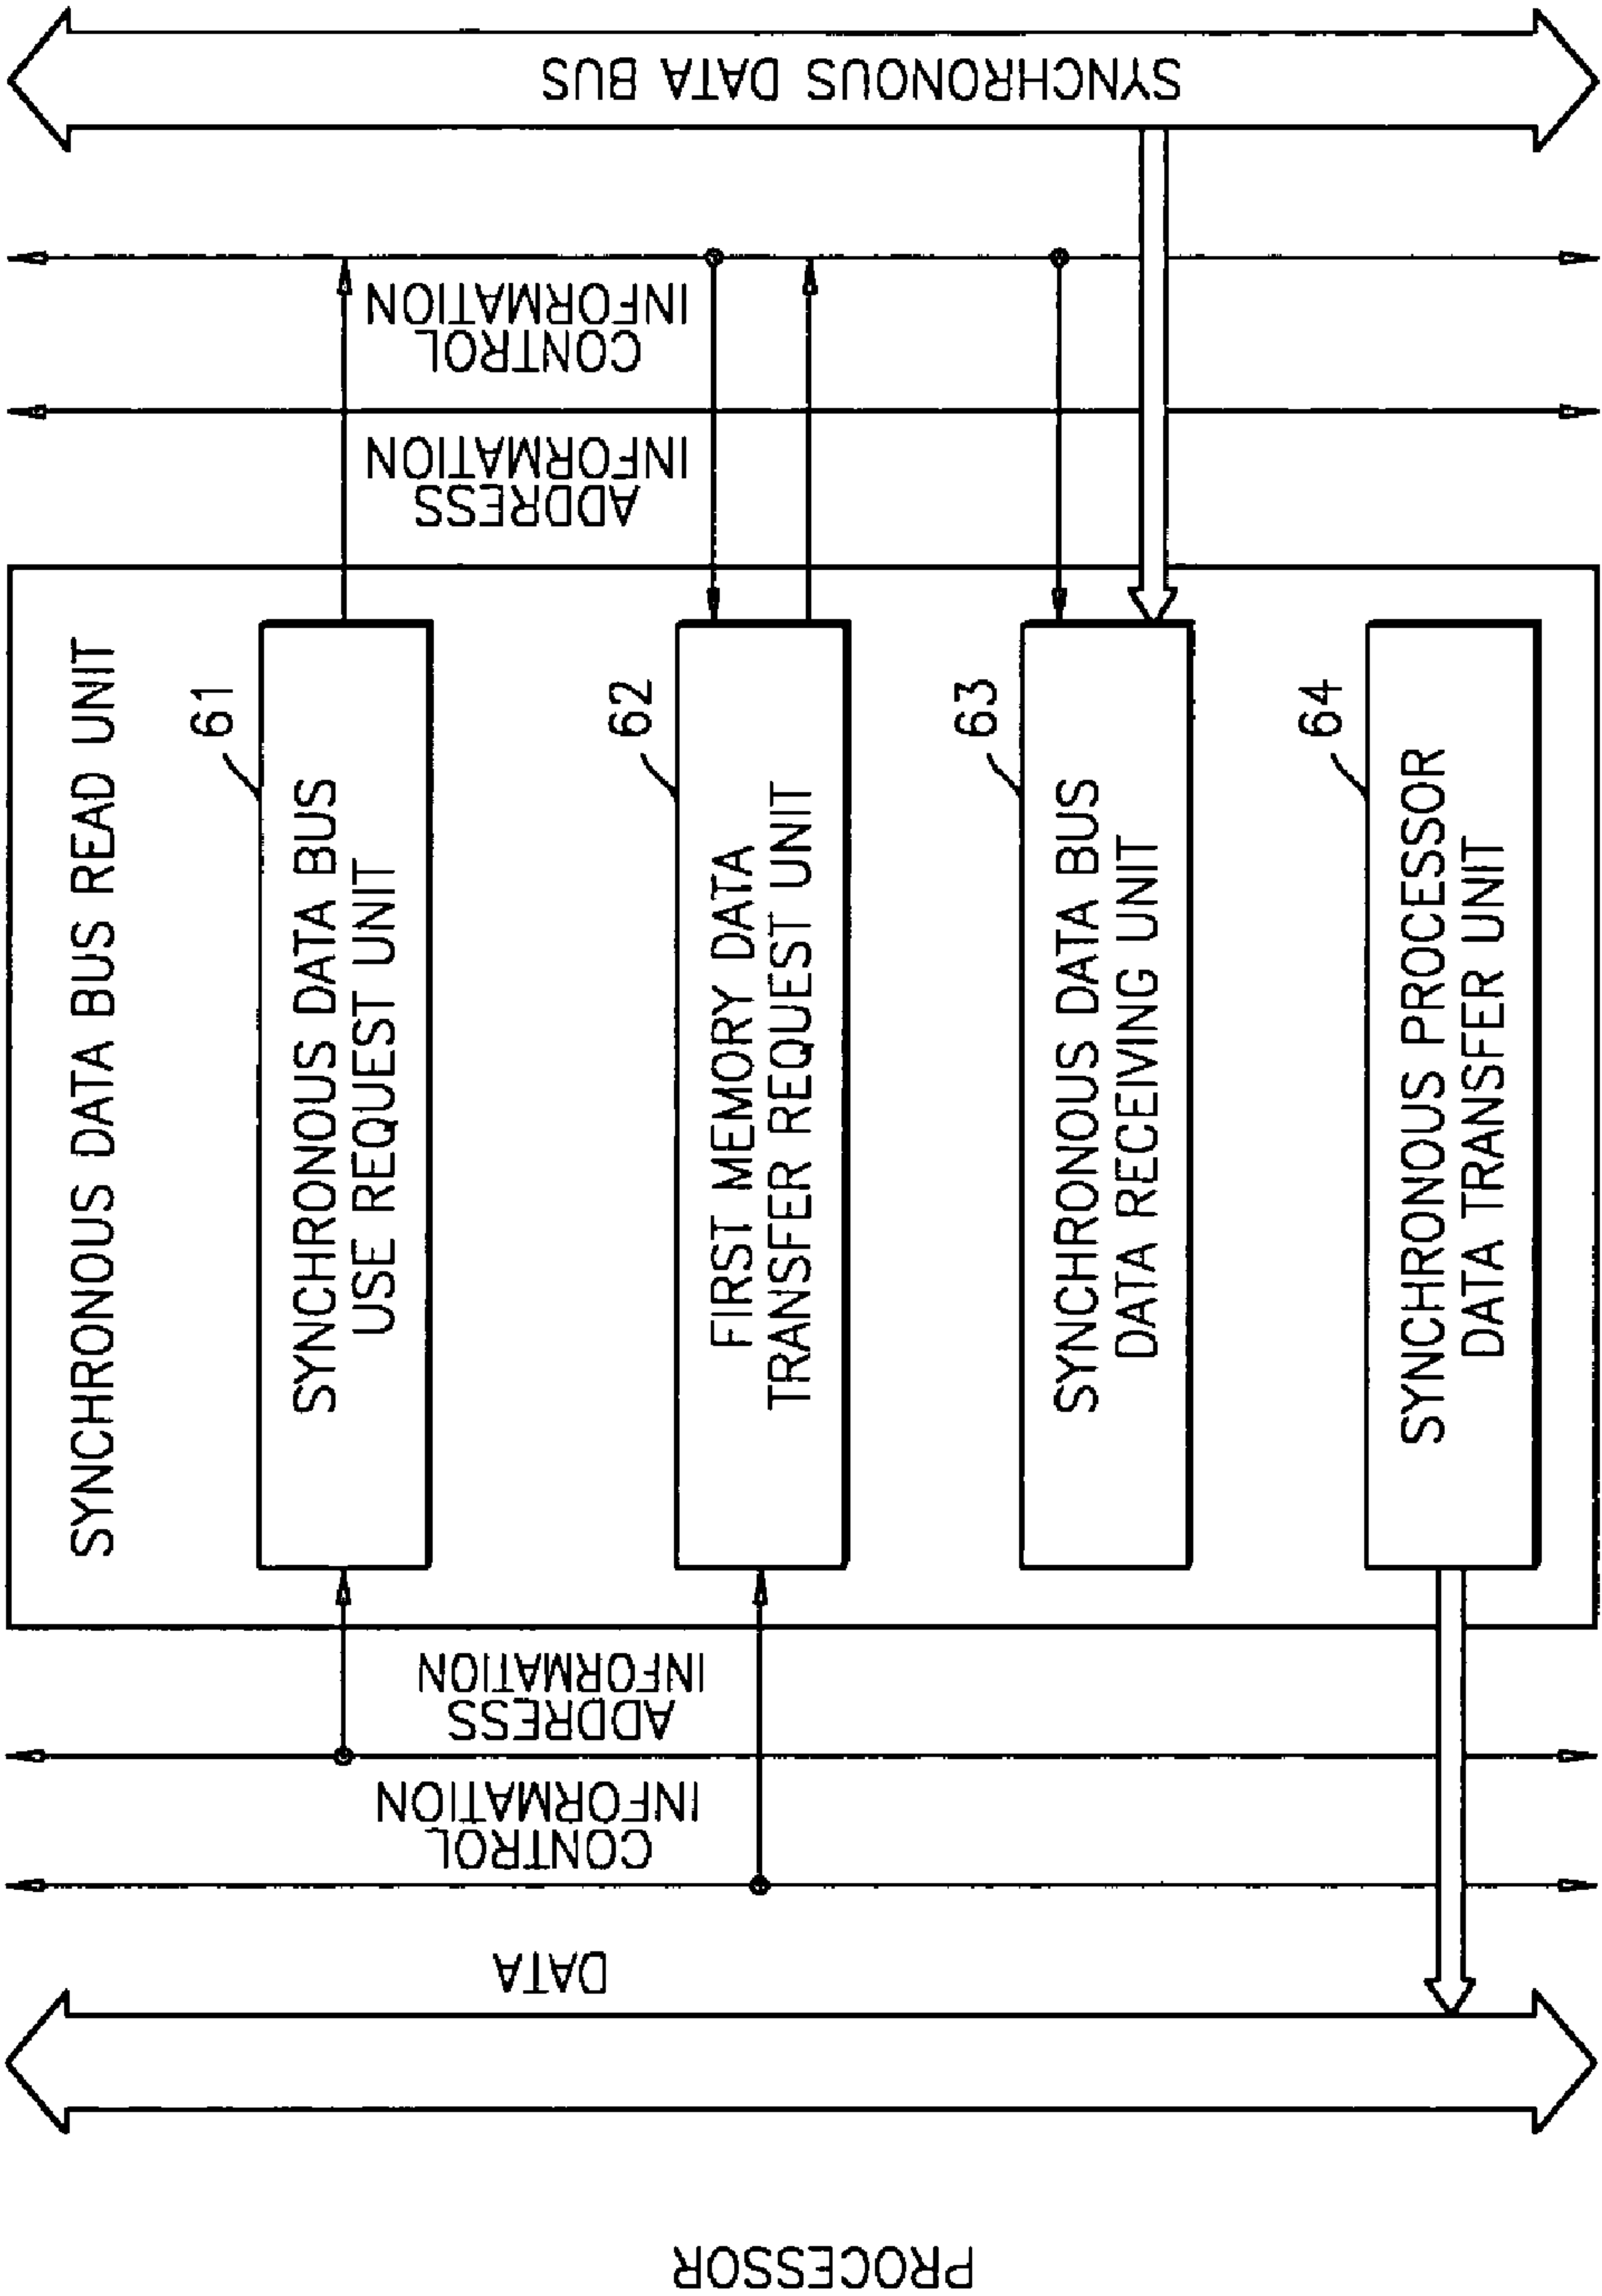 SYNCHRONOUS DATA BUS READ UNIT
61
SYNCHRONOUS DATA BUS
USE REQUEST UNIT
62
FIRST MEMORY DATA
TRANSFER REQUEST UNIT
63
SYNCHRONOUS DATA BUS
DATA RECEIVING UNIT
64
SYNCHRONOUS PROCESSOR
DATA TRANSFER UNIT
PROCESSOR
DATA
CONTROL
INFORMATION
ADDRESS
INFORMATION
ADDRESS
INFORMATION
CONTROL
INFORMATION
SYNCHRONOUS DATA BUS